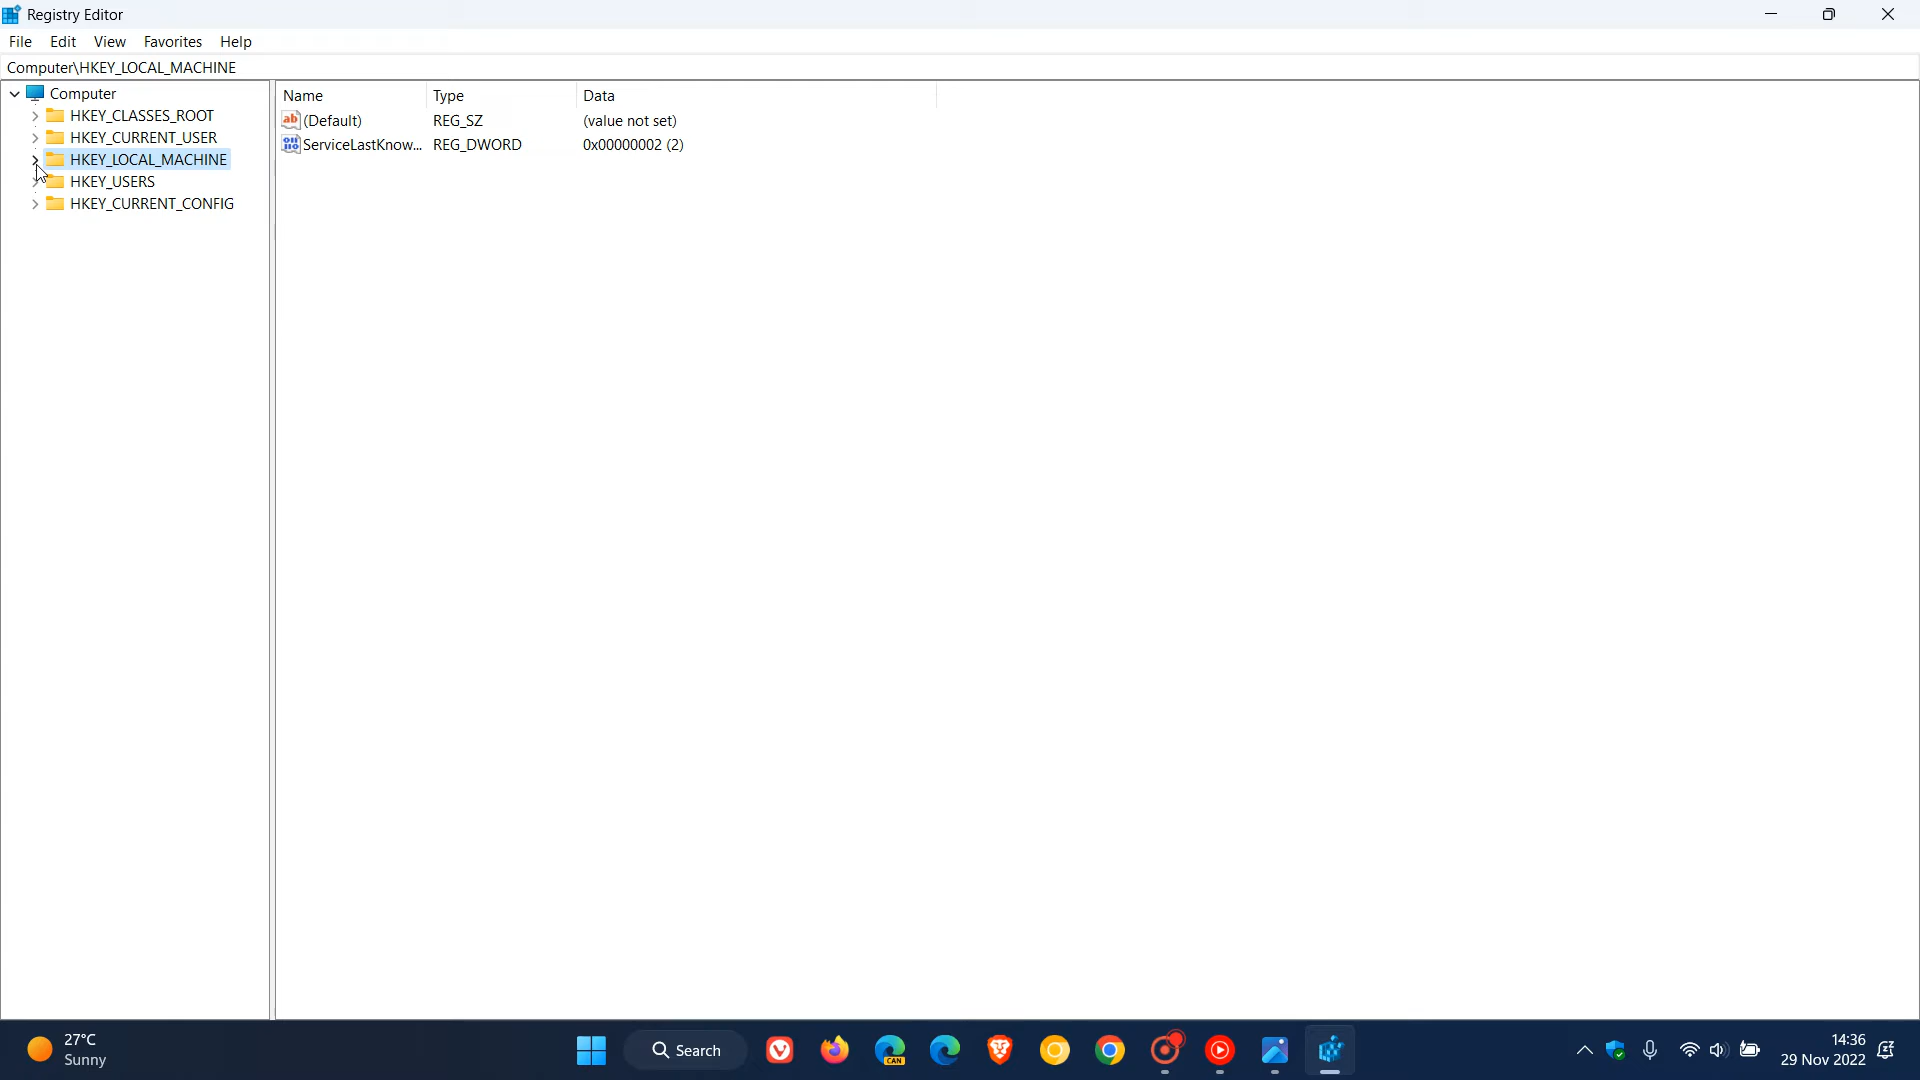 Registry Editor
File Edit View Favorites Help
Computer\HKEY_LOCAL_MACHINE
Computer
HKEY_CLASSES_ROOT
HKEY_CURRENT_USER
HKEY_LOCAL_MACHINE
HKEY_USERS
HKEY_CURRENT_CONFIG
Name Type Data
(Default) REG_SZ (value not set)
ServiceLastKnow... REG_DWORD 0x00000002 (2)
27°C
Sunny
Search
CAN
14:36
29 Nov 2022